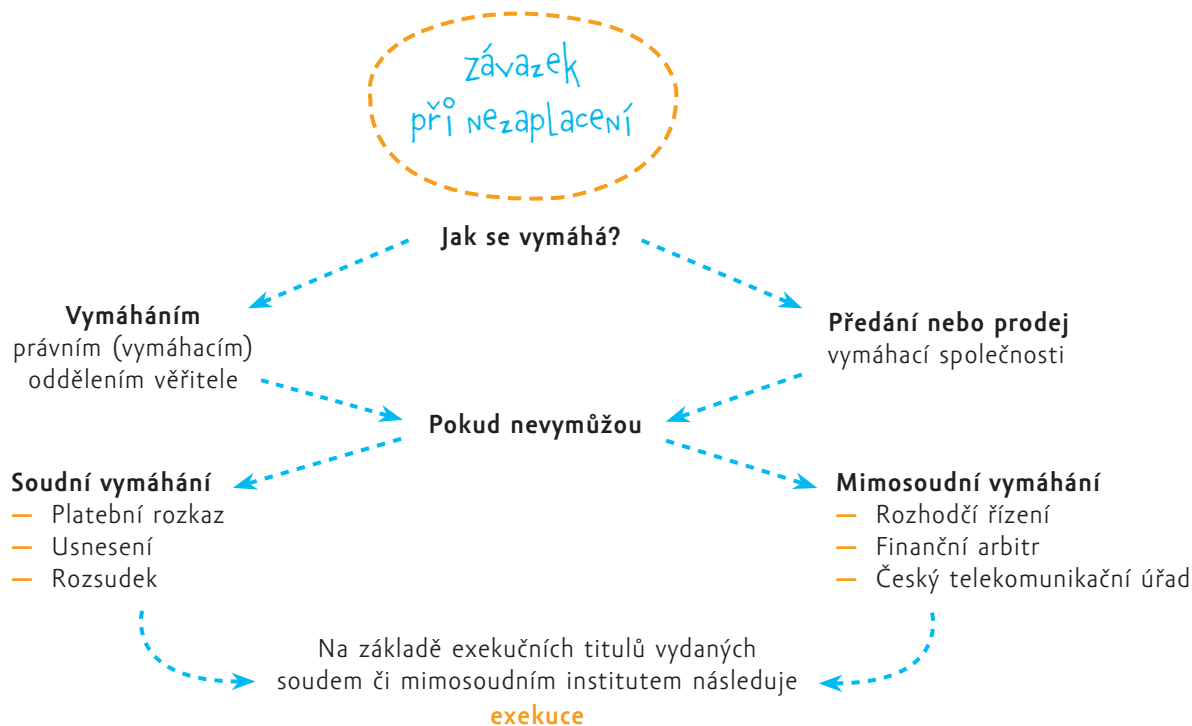 závazek
při nezaplacení
Jak se vymáhá?
Vymáháním
právním (vymáhacím)
oddělením věřitele
Předání nebo prodej
vymáhací společnosti
Pokud nevymůžou
Soudní vymáhání
— Platební rozkaz
— Usnesení
— Rozsudek
Mimosoudní vymáhání
— Rozhodčí řízení
— Finanční arbitr
— Český telekomunikační úřad
Na základě exekučních titulů vydaných
soudem či mimosoudním institutem následuje
exekuce